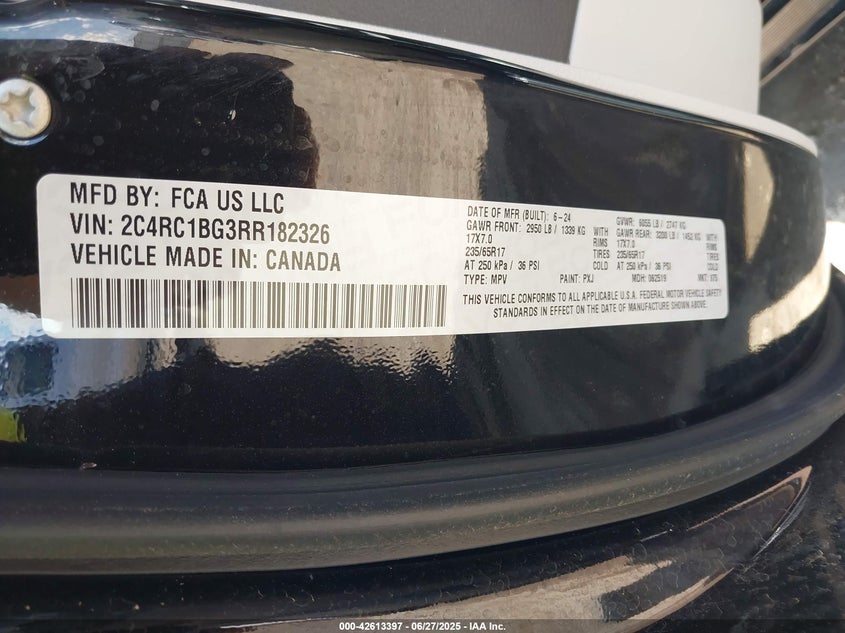 MFD BY: FCA US LLC
VIN: 2C4RC1BG3RR182326
VEHICLE MADE IN: CANADA
DATE OF MFR (BUILT): 6-24 GVWR: 6055 LB / 2747 KG
GAWR FRONT: 2950 LB / 1339 KG WITH GAWR REAR: 3200 LB / 1452 KG WITH
17X7.0 RIMS 17X7.0 RIMS
235/65R17 TIRES 235/65R17 TIRES
AT 250 kPa / 36 PSI COLD AT 250 kPa / 36 PSI COLD
TYPE: MPV PAINT: PXJ MDH: 062519 MKT:
THIS VEHICLE CONFORMS TO ALL APPLICABLE U.S.A. FEDERAL MOTOR VEHICLE SAFETY
STANDARDS IN EFFECT ON THE DATE OF MANUFACTURE SHOWN ABOVE.
000-42613397 - 06/27/2025 - IAA Inc.